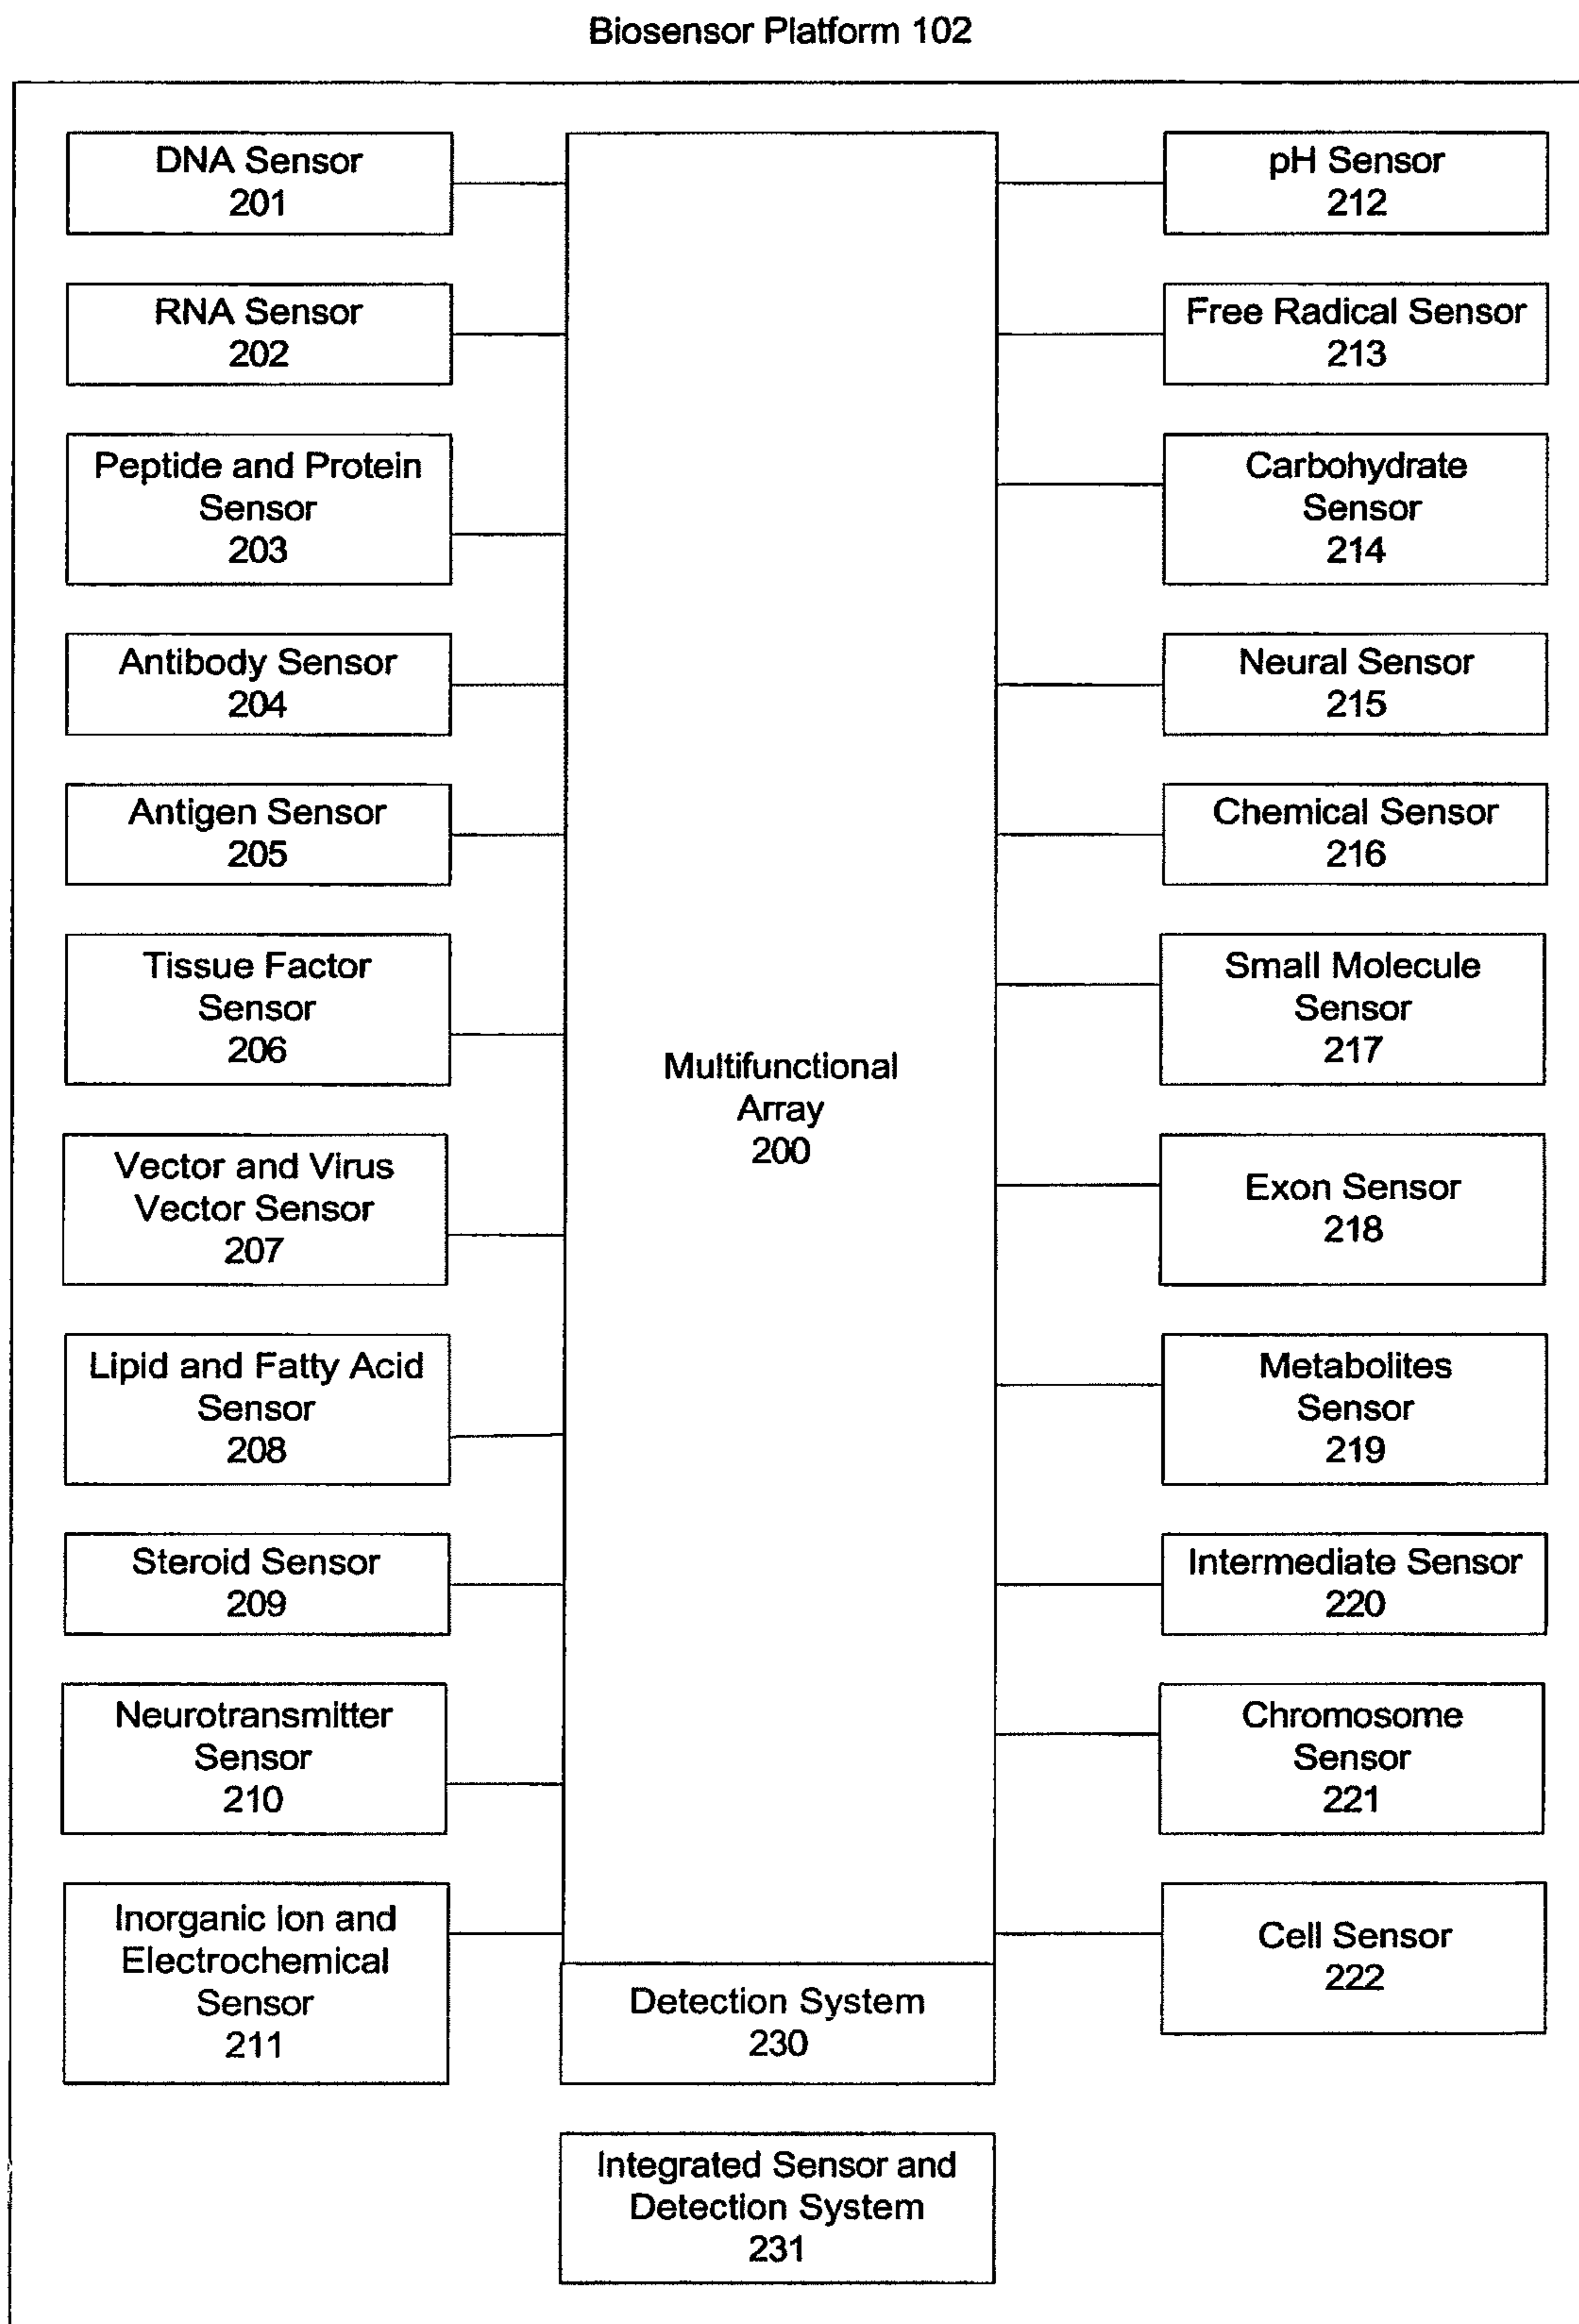 Biosensor Platform 102
DNA Sensor
201
RNA Sensor
202
Peptide and Protein
Sensor
203
Antibody Sensor
204
Antigen Sensor
205
Tissue Factor
Sensor
206
Vector and Virus
Vector Sensor
207
Lipid and Fatty Acid
Sensor
208
Steroid Sensor
209
Neurotransmitter
Sensor
210
Inorganic Ion and
Electrochemical
Sensor
211
Multifunctional
Array
200
Detection System
230
Integrated Sensor and
Detection System
231
pH Sensor
212
Free Radical Sensor
213
Carbohydrate
Sensor
214
Neural Sensor
215
Chemical Sensor
216
Small Molecule
Sensor
217
Exon Sensor
218
Metabolites
Sensor
219
Intermediate Sensor
220
Chromosome
Sensor
221
Cell Sensor
222